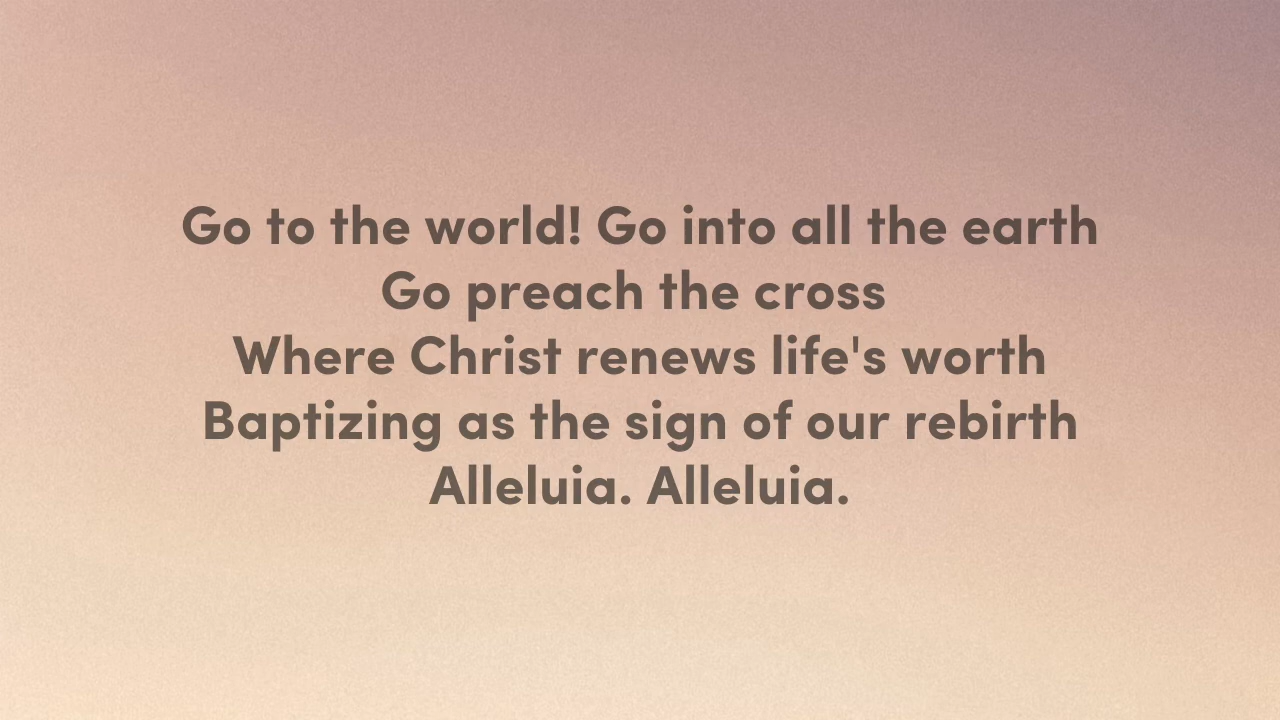 Go to the world! Go into all the earth
Go preach the cross
Where Christ renews life's worth
Baptizing as the sign of our rebirth
Alleluia. Alleluia.